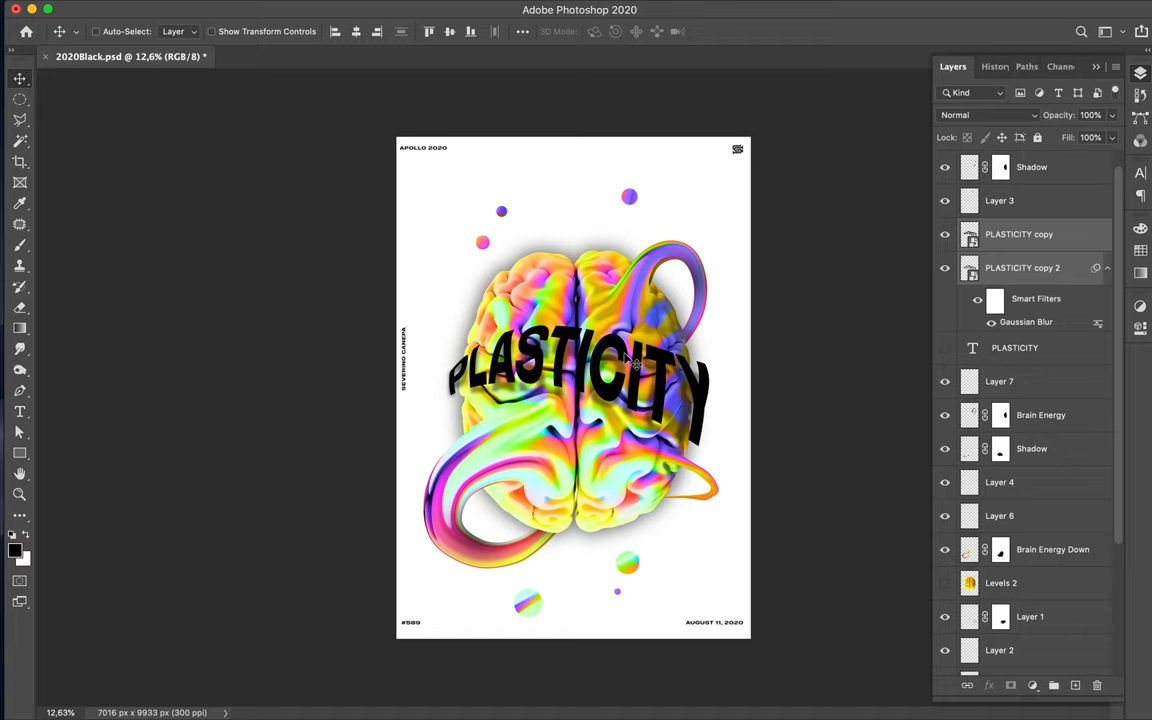 Adobe Photoshop 2020
Auto-Select: Layer Show Transform Controls 3D Mode:
2020Black.psd @ 12,6% (RGB/8) *
Layers Histor Paths Chann
Kind
Normal Opacity: 100%
Lock: Fill: 100%
Shadow
Layer 3
PLASTICITY copy
PLASTICITY copy 2
Smart Filters
Gaussian Blur
T PLASTICITY
Layer 7
Brain Energy
Shadow
Layer 4
Layer 6
Brain Energy Down
Levels 2
Layer 1
Layer 2
APOLLO 2020
SEVERINO CANEPA
PLASTICITY
#589
AUGUST 11, 2020
12,63% 7016 px x 9933 px (300 ppi)